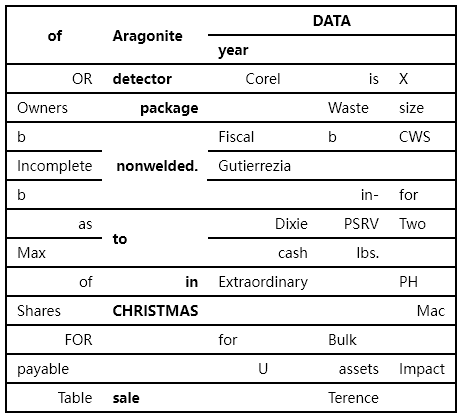 of Aragonite DATA
year
OR detector Corel is X
Owners package Waste size
b Fiscal b CWS
Incomplete nonwelded. Gutierrezia
b in- for
as to Dixie PSRV Two
Max cash lbs.
of in Extraordinary PH
Shares CHRISTMAS Mac
FOR for Bulk
payable U assets Impact
Table sale Terence